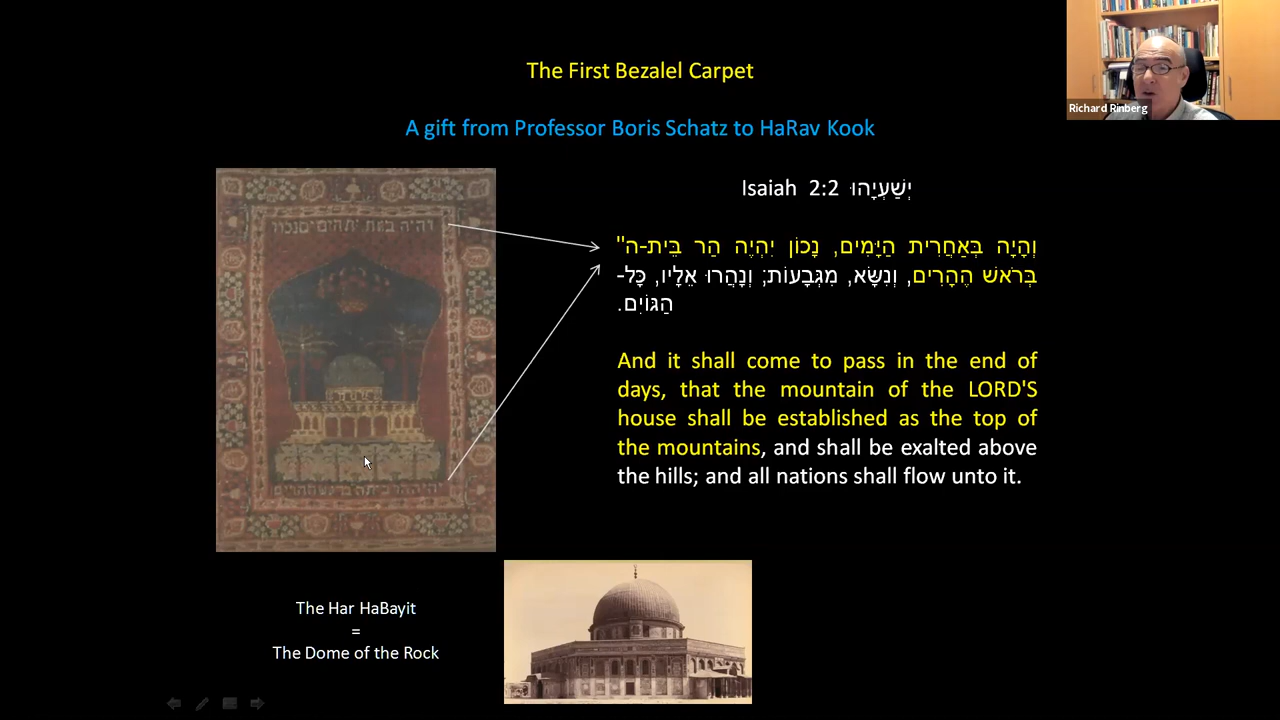 The First Bezalel Carpet
A gift from Professor Boris Schatz to HaRav Kook
Richard Rinberg
Isaiah 2:2 יְשַׁעְיָהוּ
וְהָיָה בְּאַחֲרִית הַיָּמִים, נָכוֹן יִהְיֶה הַר בֵּית-ה''
בְּרֹאשׁ הֶהָרִים, וְנִשָּׂא, מִגְּבָעוֹת; וְנָהֲרוּ אֵלָיו, כָּל-
הַגּוֹיִם.
And it shall come to pass in the end of
days, that the mountain of the LORD'S
house shall be established as the top of
the mountains, and shall be exalted above
the hills; and all nations shall flow unto it.
The Har HaBayit
=
The Dome of the Rock